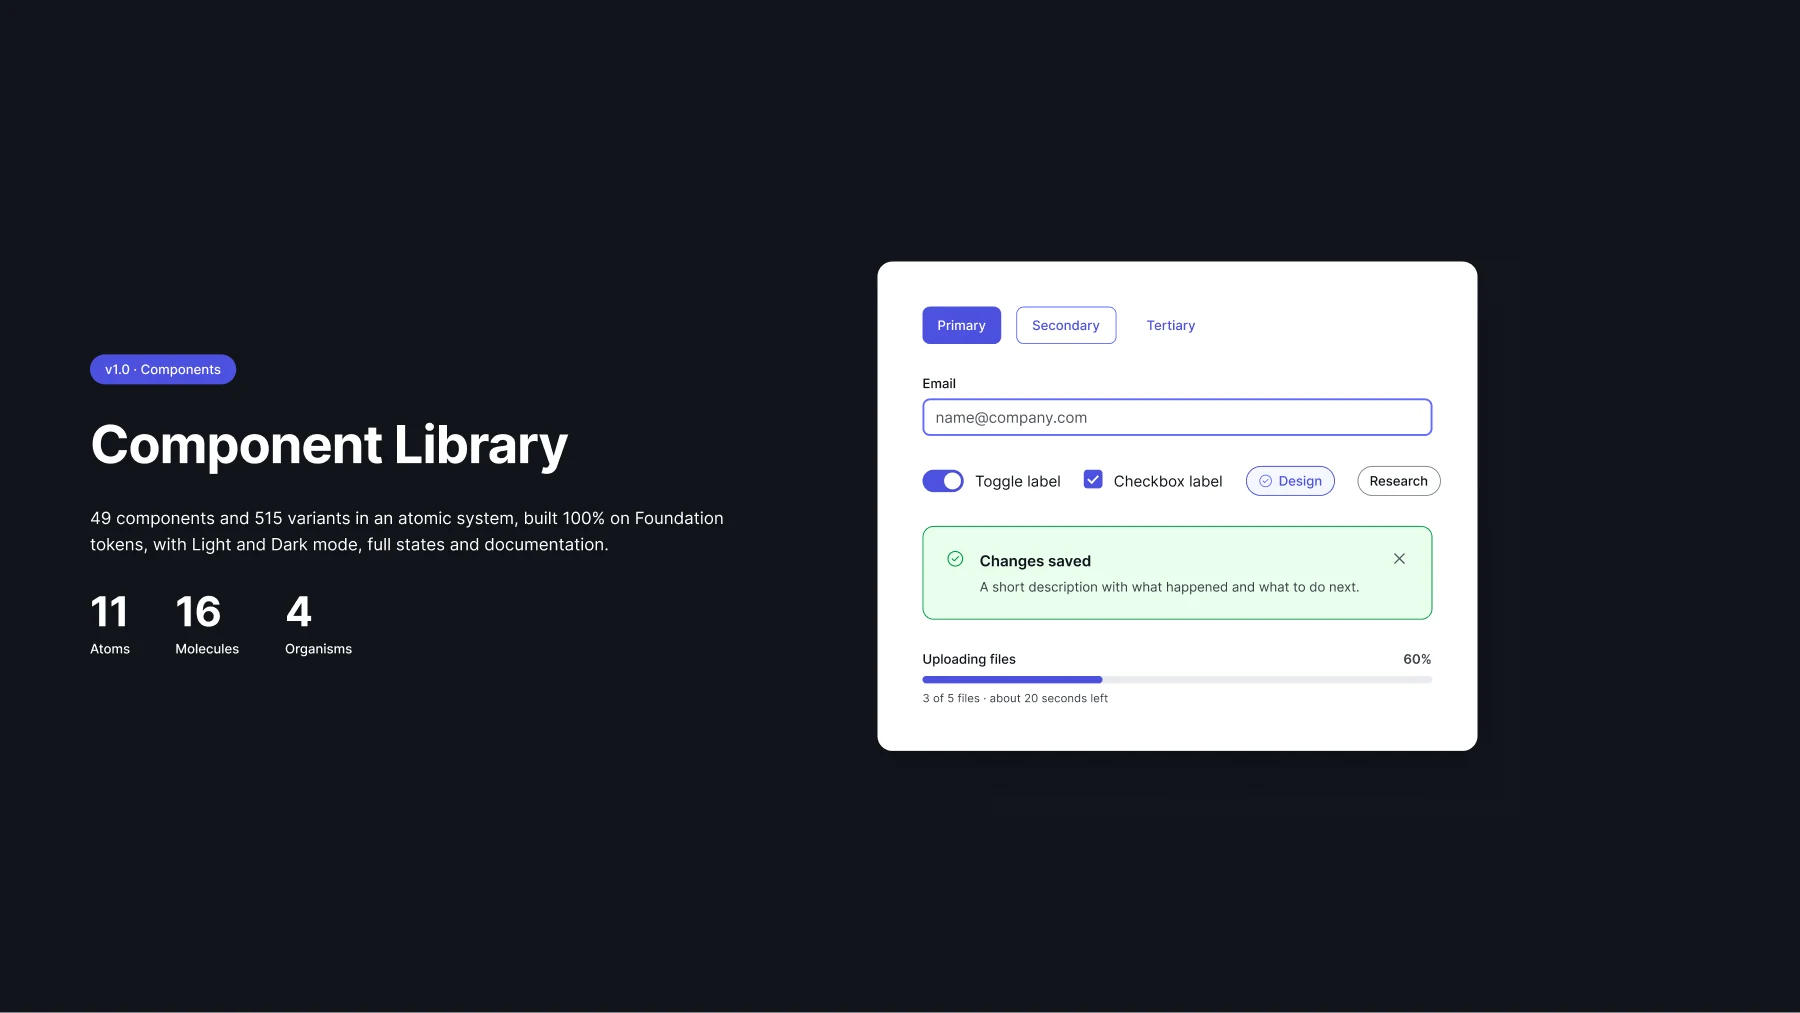 v1.0 · Components
Component Library
49 components and 515 variants in an atomic system, built 100% on Foundation
tokens, with Light and Dark mode, full states and documentation.
11 16 4
Atoms Molecules Organisms
Primary Secondary Tertiary
Email
name@company.com
Toggle label Checkbox label Design Research
Changes saved
A short description with what happened and what to do next.
Uploading files 60%
3 of 5 files · about 20 seconds left